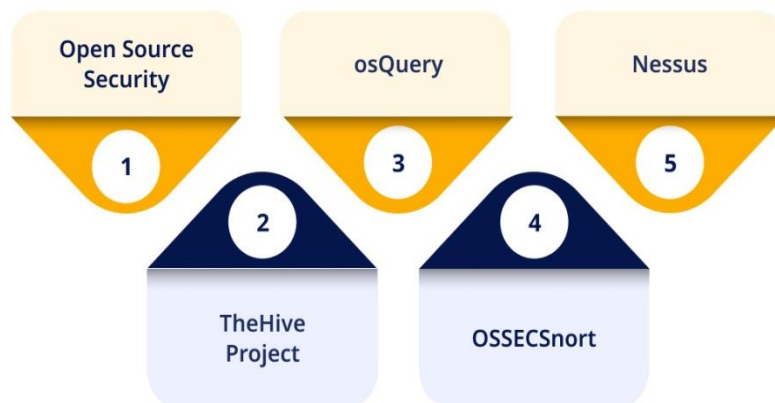 Open Source
Security
1
2
TheHive
Project
osQuery
3
4
OSSECSnort
Nessus
5